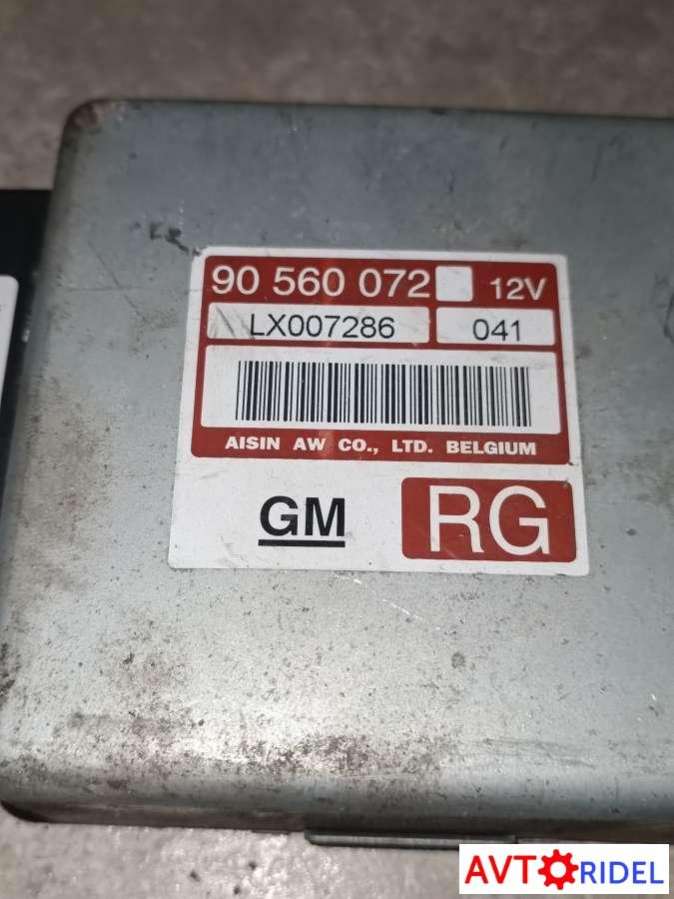 90 560 072 12V
LX007286 041
AISIN AW CO., LTD. BELGIUM
GM RG
AVTORIDEL